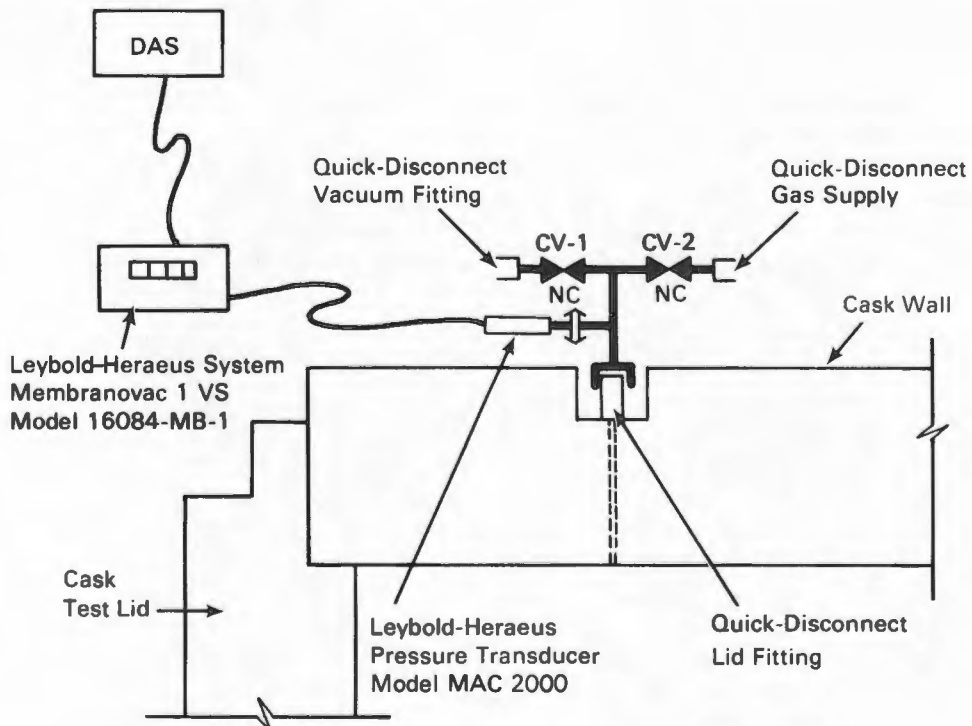 DAS
Quick-Disconnect
Vacuum Fitting
Quick-Disconnect
Gas Supply
CV-1
CV-2
NC
NC
Cask Wall
Leybold-Heraeus System
Membranovac 1 VS
Model 16084-MB-1
Cask
Test Lid
Leybold-Heraeus
Pressure Transducer
Model MAC 2000
Quick-Disconnect
Lid Fitting